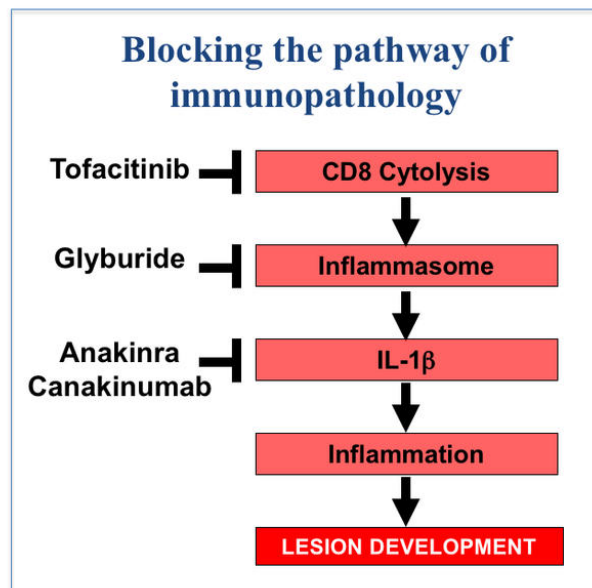 Blocking the pathway of
immunopathology
Tofacitinib
CD8 Cytolysis
Glyburide
Inflammasome
Anakinra
Canakinumab
IL-1β
Inflammation
LESION DEVELOPMENT